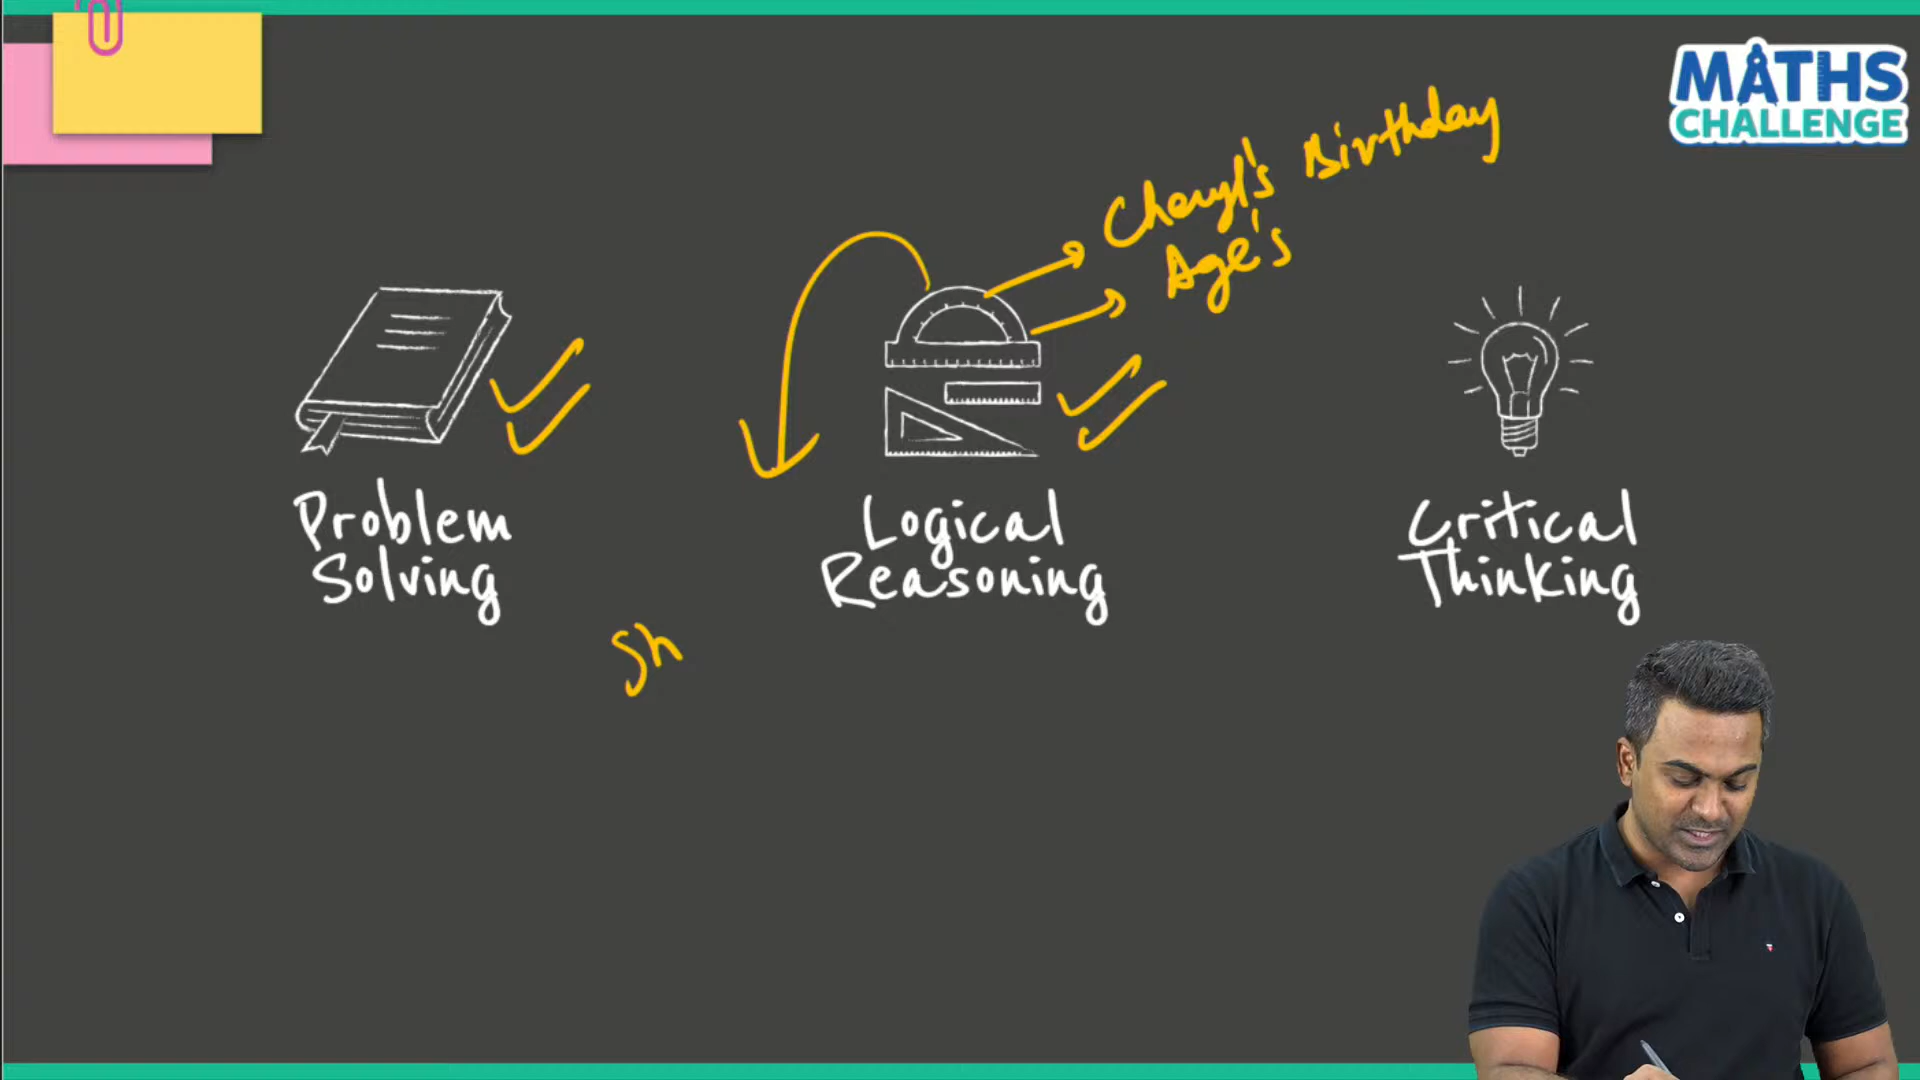 MATHS
CHALLENGE
Cheryl's Birthday
Age's
Problem
Solving
Logical
Reasoning
Critical
Thinking
Sh